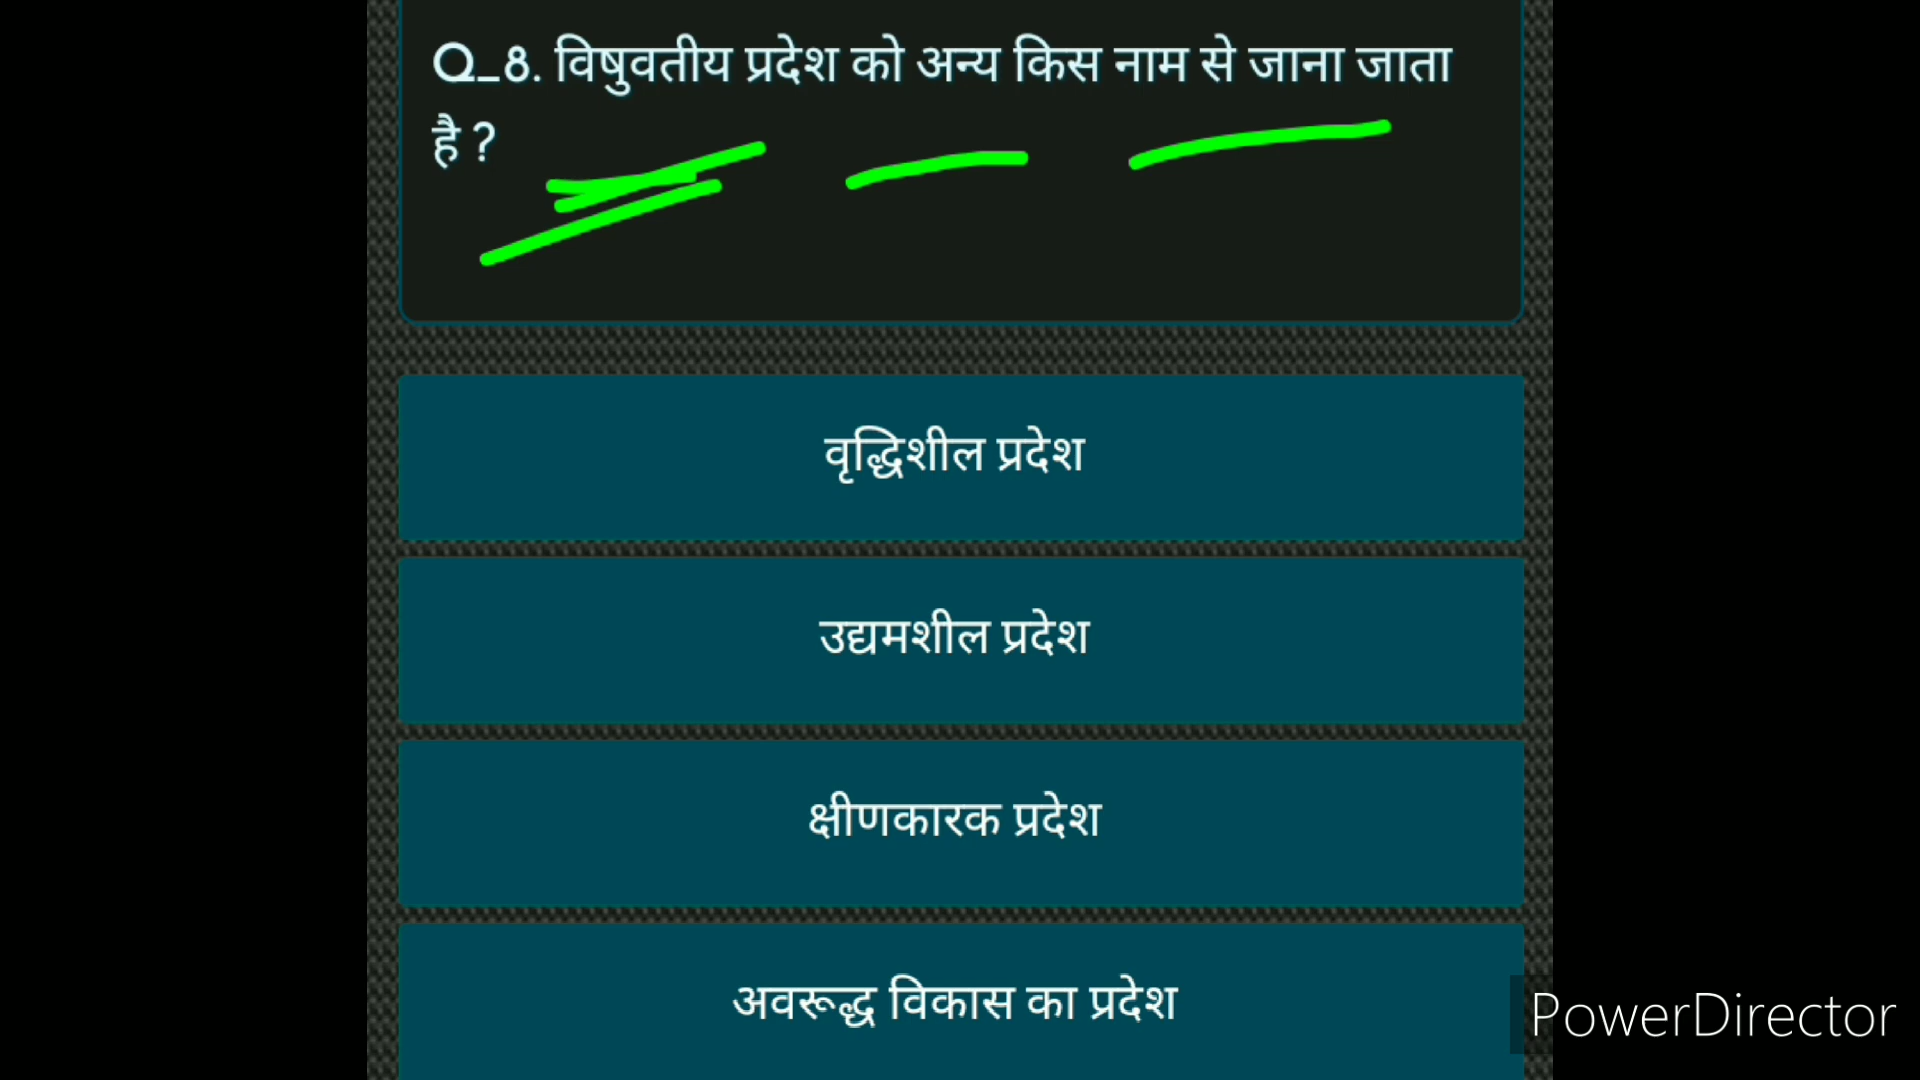 Q_8. विषुवतीय प्रदेश को अन्य किस नाम से जाना जाता
है ?
वृद्धिशील प्रदेश
उद्यमशील प्रदेश
क्षीणकारक प्रदेश
अवरूद्ध विकास का प्रदेश
PowerDirector